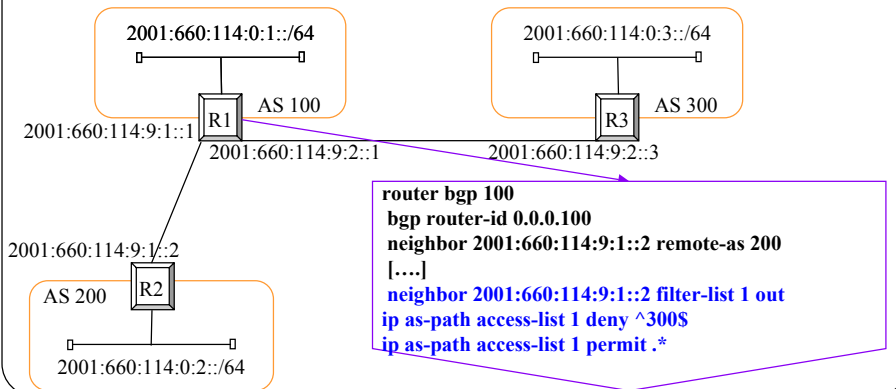 2001:660:114:0:1::/64
2001:660:114:0:3::/64
R1
AS 100
R3
AS 300
2001:660:114:9:1::1
2001:660:114:9:2::1
2001:660:114:9:2::3
router bgp 100
bgp router-id 0.0.0.100
neighbor 2001:660:114:9:1::2 remote-as 200
[….]
neighbor 2001:660:114:9:1::2 filter-list 1 out
ip as-path access-list 1 deny ^300$
ip as-path access-list 1 permit .*
2001:660:114:9:1::2
AS 200
R2
2001:660:114:0:2::/64